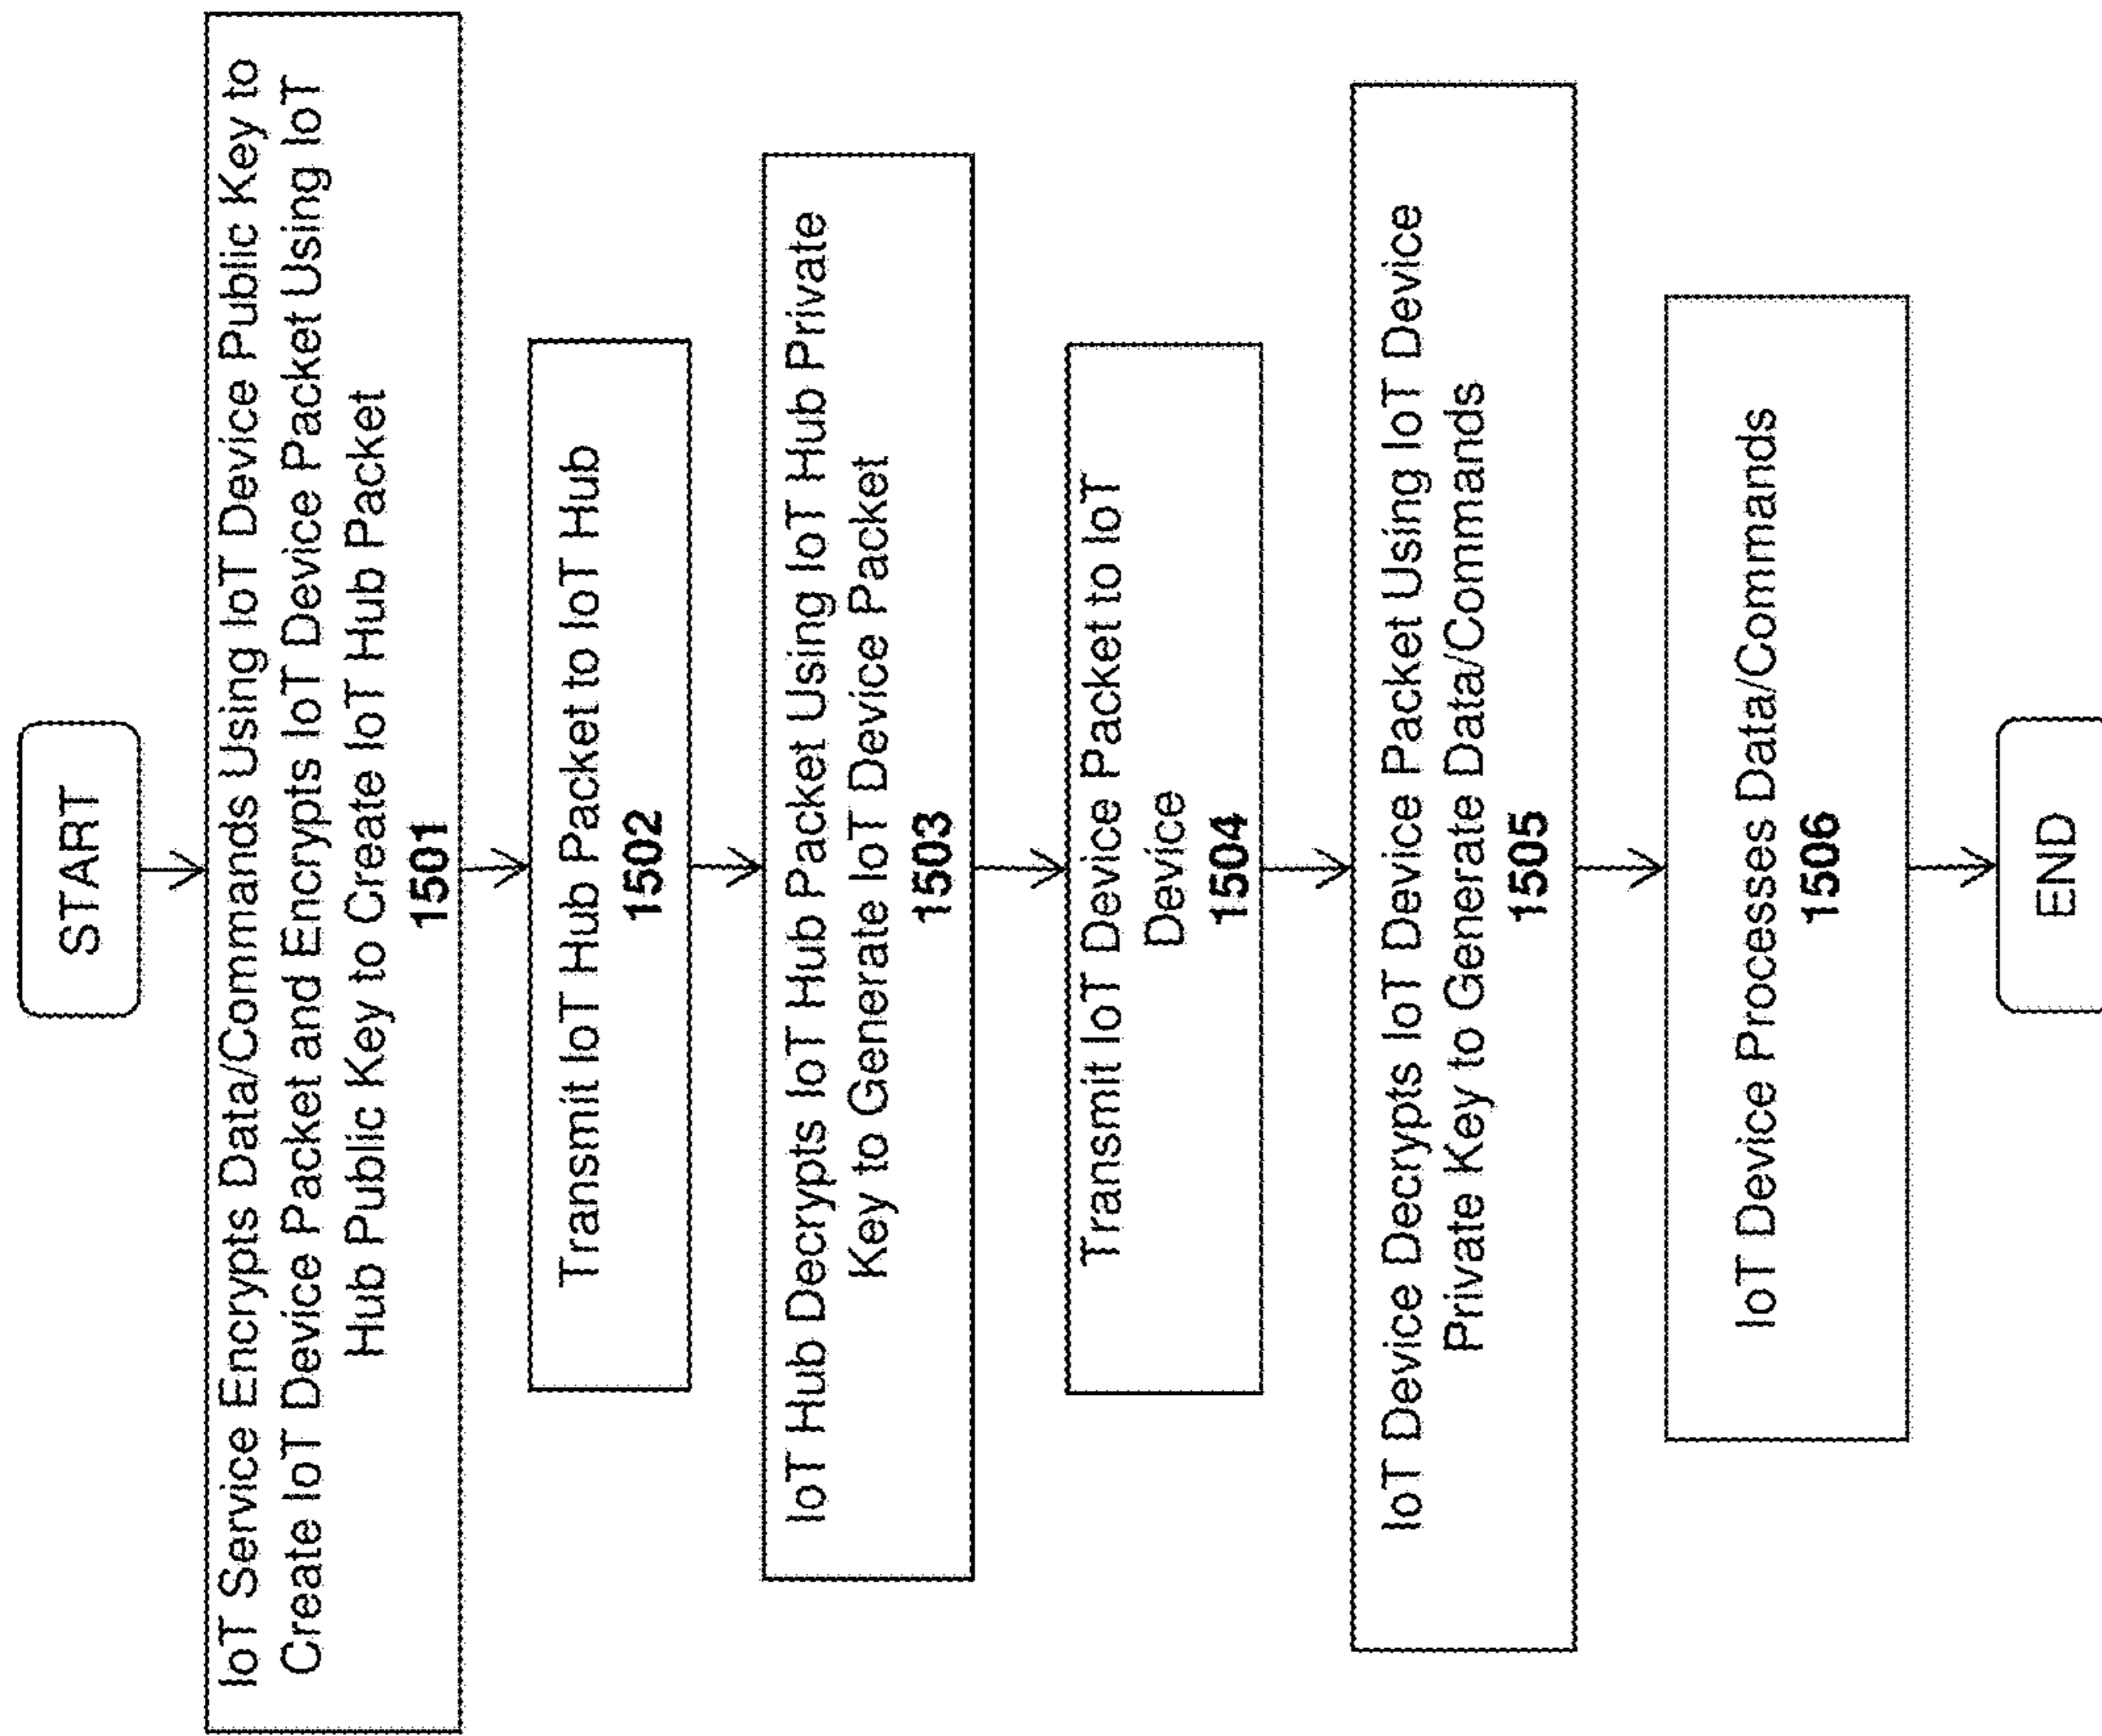 START
IoT Service Encrypts Data/Commands Using IoT Device Public Key to
Create IoT Device Packet and Encrypts IoT Device Packet Using IoT
Hub Public Key to Create IoT Hub Packet
1501
Transmit IoT Hub Packet to IoT Hub
1502
IoT Hub Decrypts IoT Hub Packet Using IoT Hub Private
Key to Generate IoT Device Packet
1503
Transmit IoT Device Packet to IoT
Device
1504
IoT Device Decrypts IoT Device Packet Using IoT Device
Private Key to Generate Data/Commands
1505
IoT Device Processes Data/Commands
1506
END